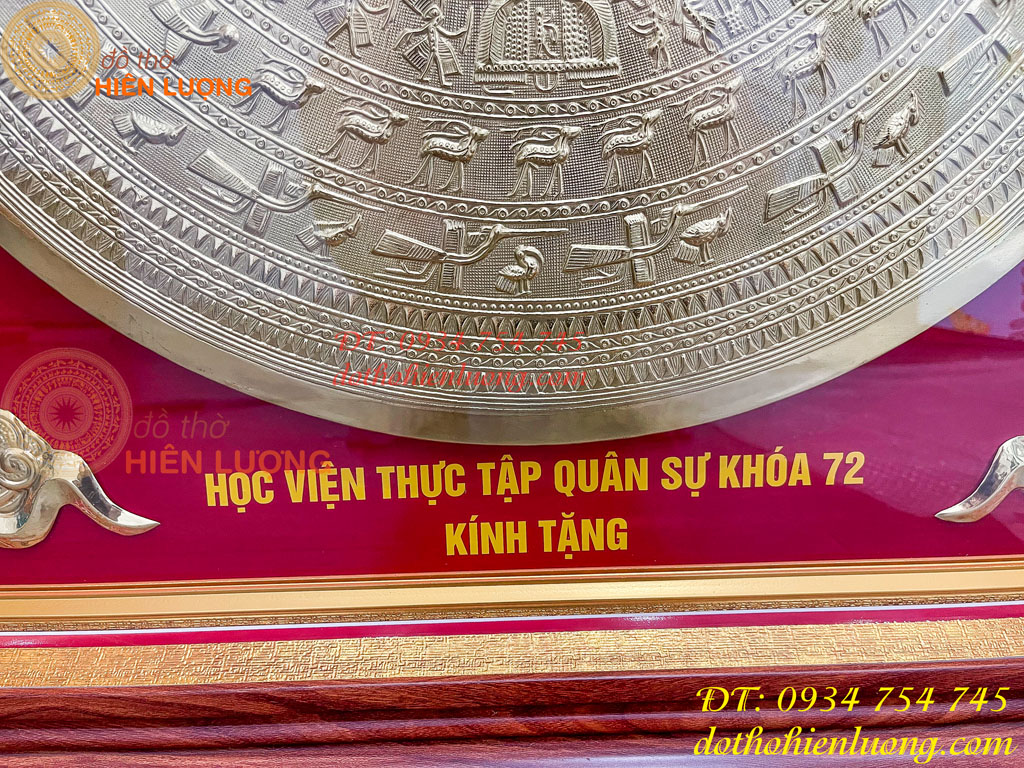 đồ thờ
HIÊN LƯƠNG
ĐT: 0934 754 745
dothohienluong.com
đồ thờ
HIÊN LƯƠNG
HỌC VIỆN THỰC TẬP QUÂN SỰ KHÓA 72
KÍNH TẶNG
ĐT: 0934 754 745
dothohienluong.com